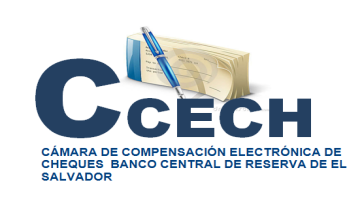 CCECH
CÁMARA DE COMPENSACIÓN ELECTRÓNICA DE
CHEQUES BANCO CENTRAL DE RESERVA DE EL
SALVADOR